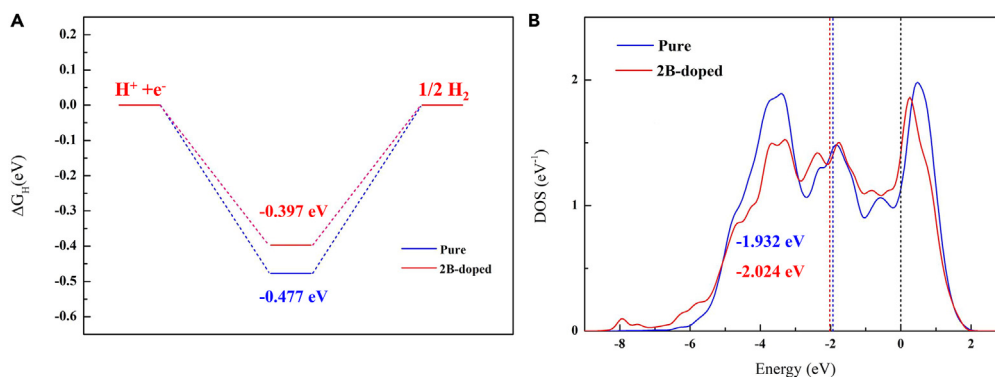 A
0.2
0.1
0.0
-0.1
-0.2
-0.3
-0.4
-0.5
-0.6
ΔG_H(eV)
H⁺ +e⁻
1/2 H₂
-0.397 eV
-0.477 eV
Pure
2B-doped
B
2
1
0
DOS (eV⁻¹)
Pure
2B-doped
-1.932 eV
-2.024 eV
-8 -6 -4 -2 0 2
Energy (eV)